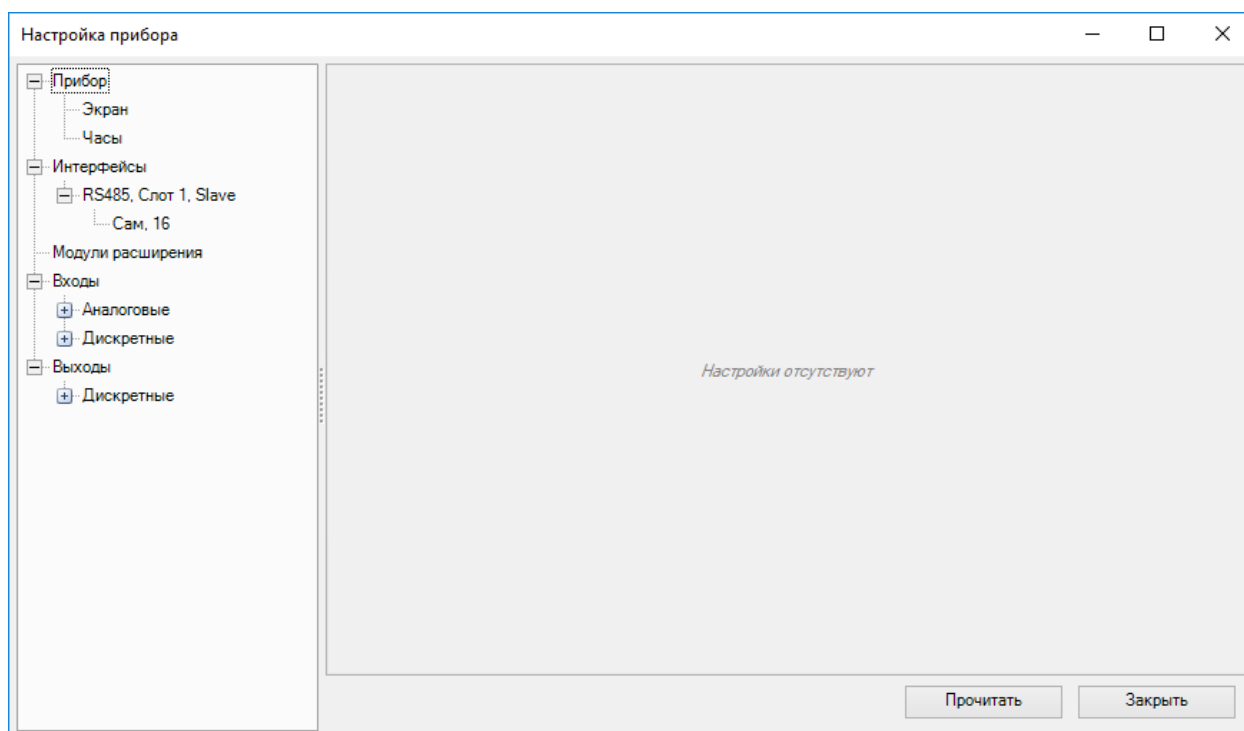 Настройка прибора
Прибор
Экран
Часы
Интерфейсы
RS485, Слот 1, Slave
Сам, 16
Модули расширения
Входы
Аналоговые
Дискретные
Выходы
Дискретные
Настройки отсутствуют
Прочитать
Закрыть